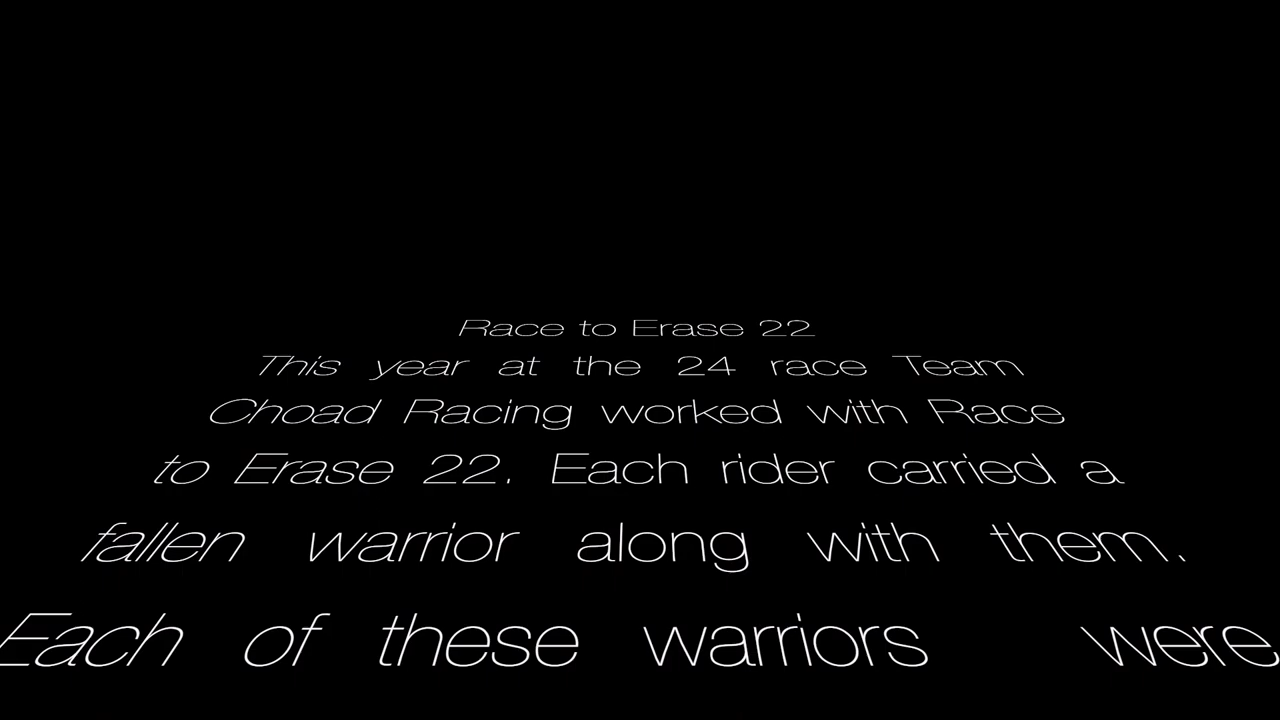 Race to Erase 22
This year at the 24 race Team
Choad Racing worked with Race
to Erase 22. Each rider carried a
fallen warrior along with them.
Each of these warriors were